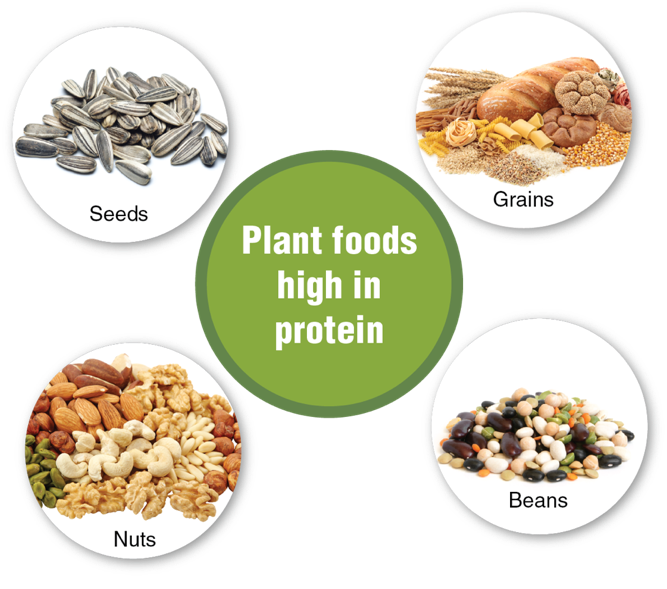 Seeds
Grains
Plant foods
high in
protein
Nuts
Beans